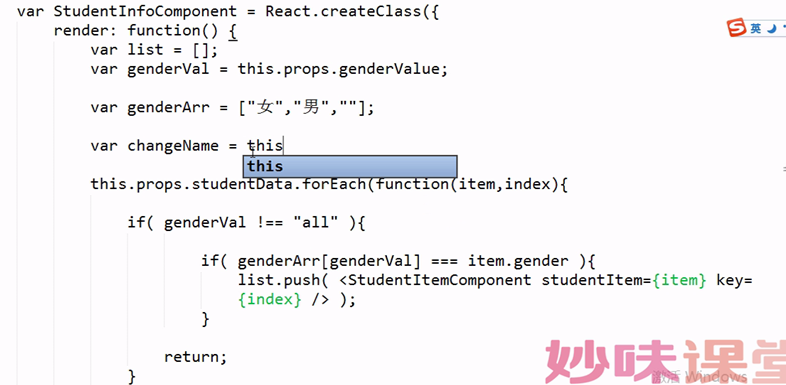 var StudentInfoComponent = React.createClass({
render: function() {
英
var list = [];
var genderVal = this.props.genderValue;
var genderArr = ["女","男",""];
var changeName = this
this
this.props.studentData.forEach(function(item,index){
if( genderVal !== "all" ){
if( genderArr[genderVal] === item.gender ){
list.push( <StudentItemComponent studentItem={item} key=
{index} /> );
}
return;
}
妙味课堂
激活 Windows